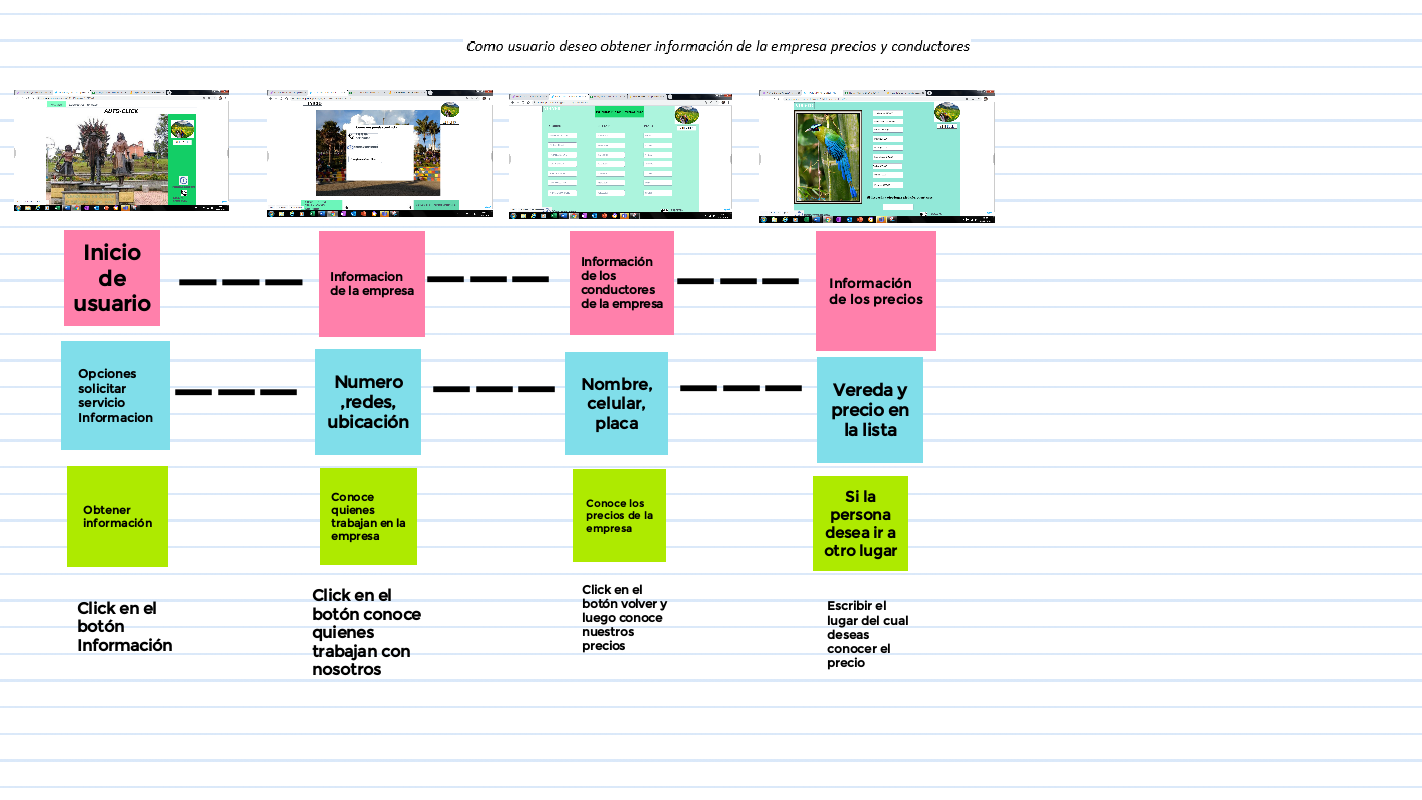 Como usuario deseo obtener información de la empresa precios y conductores
AUTO-CLICK
Inicio
de
usuario
Informacion
de la empresa
Información
de los
conductores
de la empresa
Información
de los precios
Opciones
solicitar
servicio
Informacion
Numero
,redes,
ubicación
Nombre,
celular,
placa
Vereda y
precio en
la lista
Obtener
información
Conoce
quienes
trabajan en la
empresa
Conoce los
precios de la
empresa
Si la
persona
desea ir a
otro lugar
Click en el
botón
Información
Click en el
botón conoce
quienes
trabajan con
nosotros
Click en el
botón volver y
luego conoce
nuestros
precios
Escribir el
lugar del cual
deseas
conocer el
precio